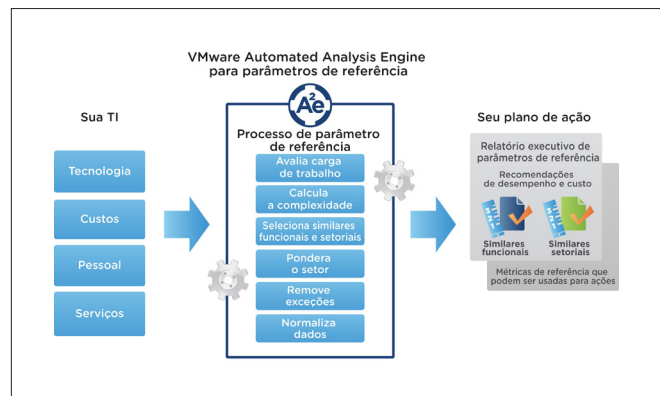 VMware Automated Analysis Engine
para parâmetros de referência
A²e
Sua TI
Tecnologia
Custos
Pessoal
Serviços
Processo de parâmetro
de referência
Avalia carga
de trabalho
Calcula
a complexidade
Seleciona similares
funcionais e setoriais
Pondera
o setor
Remove
exceções
Normaliza
dados
Seu plano de ação
Relatório executivo de
parâmetros de referência
Recomendações
de desempenho e custo
Similares
funcionais
Similares
setoriais
Métricas de referência que
podem ser usadas para ações